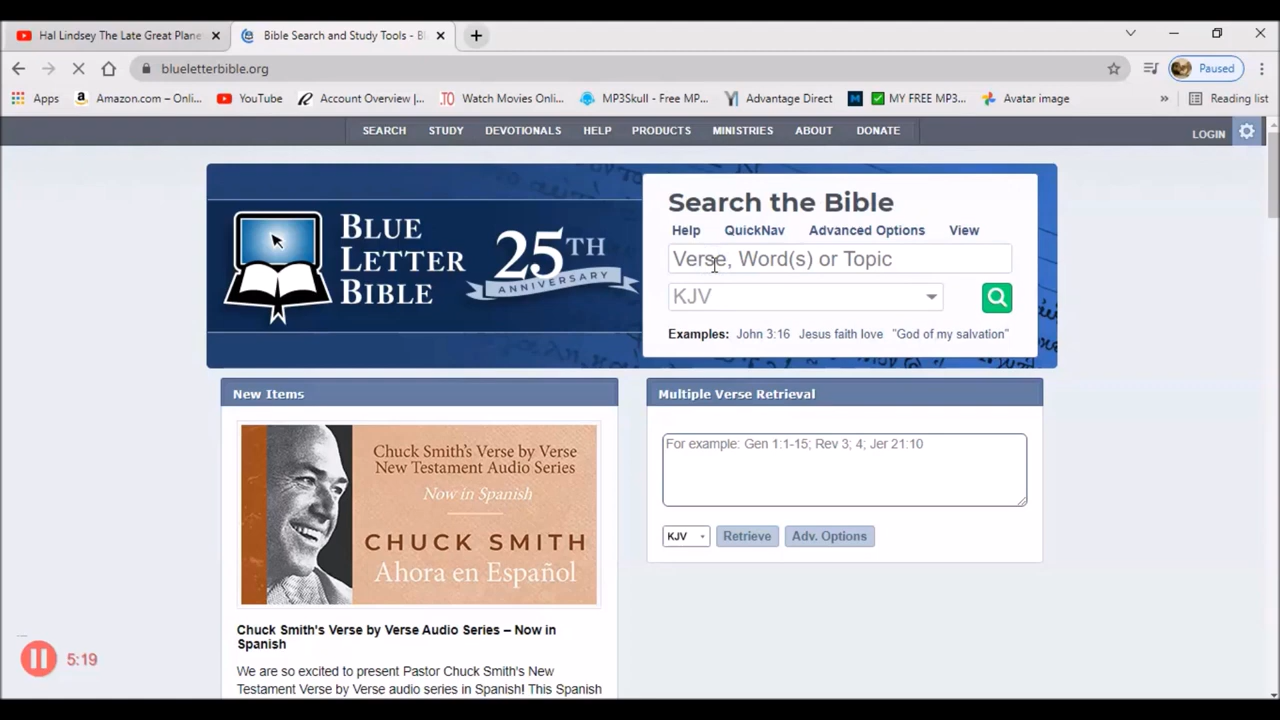 Hal Lindsey The Late Great Plane
Bible Search and Study Tools - Bl
blueletterbible.org
Paused
Apps
Amazon.com – Onli...
YouTube
Account Overview |...
Watch Movies Onl...
MP3Skull - Free MP...
Advantage Direct
MY FREE MP3...
Avatar image
»
Reading list
SEARCH
STUDY
DEVOTIONALS
HELP
PRODUCTS
MINISTRIES
ABOUT
DONATE
LOGIN
BLUE
LETTER
BIBLE
25TH
ANNIVERSARY
Search the Bible
Help
QuickNav
Advanced Options
View
Verse, Word(s) or Topic
KJV
Examples: John 3:16 Jesus faith love "God of my salvation"
New Items
Chuck Smith's Verse by Verse
New Testament Audio Series
Now in Spanish
CHUCK SMITH
Ahora en Español
Chuck Smith's Verse by Verse Audio Series – Now in
Spanish
We are so excited to present Pastor Chuck Smith's New
Testament Verse by Verse audio series in Spanish! This Spanish
Multiple Verse Retrieval
For example: Gen 1:1-15; Rev 3; 4; Jer 21:10
KJV
Retrieve
Adv. Options
5:19